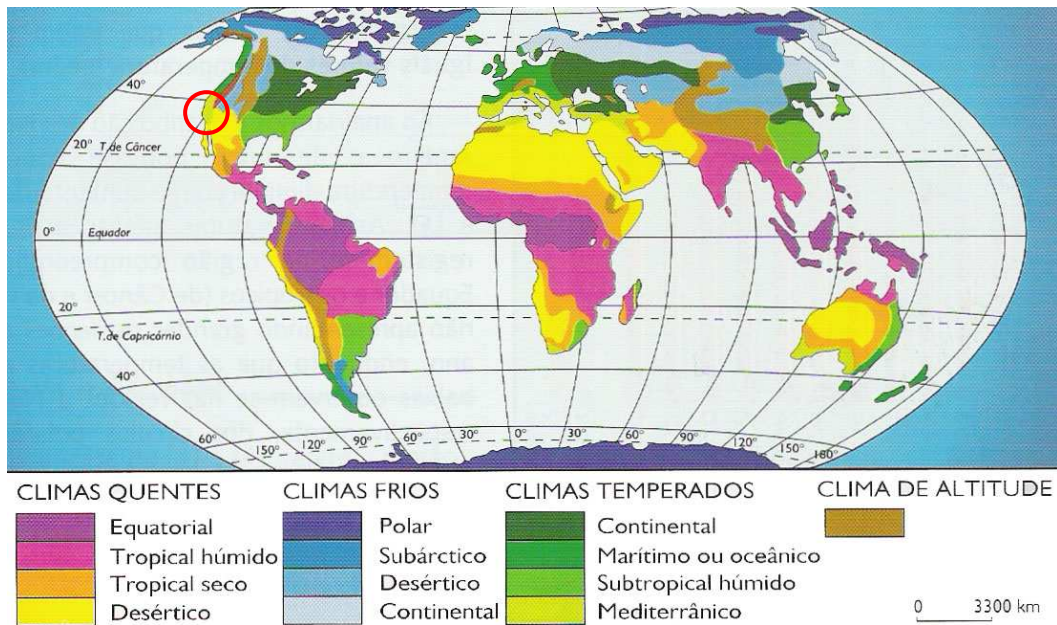 40°
20° T. de Câncer
0° Equador
20°
T. de Capricórnio
40°
60° 150° 120° 90° 60° 30° 0° 30° 60° 90° 120° 150° 180° 60°
CLIMAS QUENTES
Equatorial
Tropical húmido
Tropical seco
Desértico
CLIMAS FRIOS
Polar
Subárctico
Desértico
Continental
CLIMAS TEMPERADOS
Continental
Marítimo ou oceânico
Subtropical húmido
Mediterrânico
CLIMA DE ALTITUDE
0 3300 km